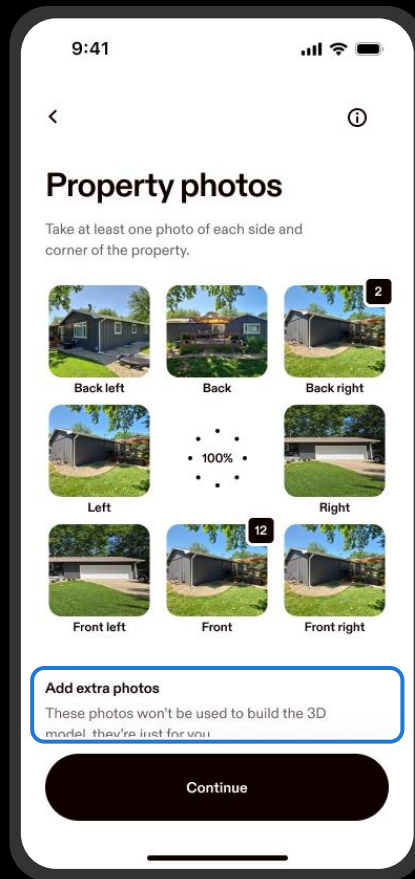 9:41
Property photos
Take at least one photo of each side and
corner of the property.
2
Back left
Back
Back right
100%
Left
Right
12
Front left
Front
Front right
Add extra photos
These photos won't be used to build the 3D
model, they're just for you
Continue